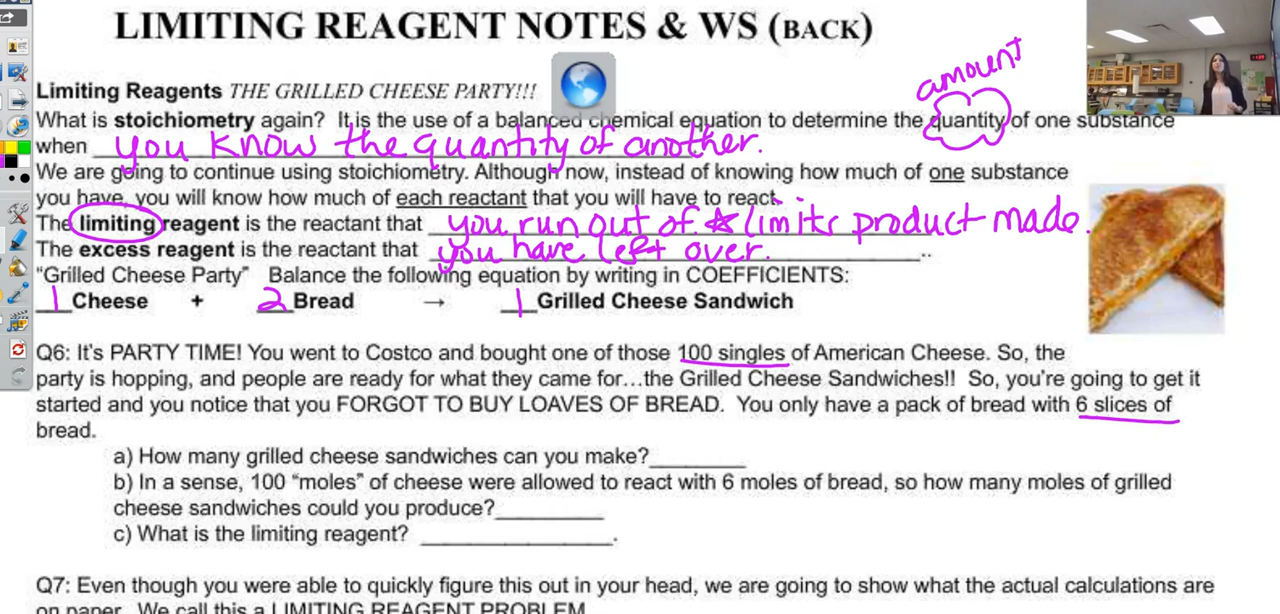 LIMITING REAGENT NOTES & WS (BACK)
amount
Limiting Reagents THE GRILLED CHEESE PARTY!!!
What is stoichiometry again? It is the use of a balanced chemical equation to determine the quantity of one substance
when you know the quantity of another.
We are going to continue using stoichiometry. Although now, instead of knowing how much of one substance
you have, you will know how much of each reactant that you will have to react.
The limiting reagent is the reactant that you run out of. ☆ limits product made.
The excess reagent is the reactant that you have left over. ..
“Grilled Cheese Party” Balance the following equation by writing in COEFFICIENTS:
1 Cheese + 2 Bread → 1 Grilled Cheese Sandwich
Q6: It’s PARTY TIME! You went to Costco and bought one of those 100 singles of American Cheese. So, the
party is hopping, and people are ready for what they came for…the Grilled Cheese Sandwiches!! So, you’re going to get it
started and you notice that you FORGOT TO BUY LOAVES OF BREAD. You only have a pack of bread with 6 slices of
bread.
a) How many grilled cheese sandwiches can you make?________
b) In a sense, 100 “moles” of cheese were allowed to react with 6 moles of bread, so how many moles of grilled
cheese sandwiches could you produce?_________
c) What is the limiting reagent? ________________.
Q7: Even though you were able to quickly figure this out in your head, we are going to show what the actual calculations are
on paper. We call this a LIMITING REAGENT PROBLEM